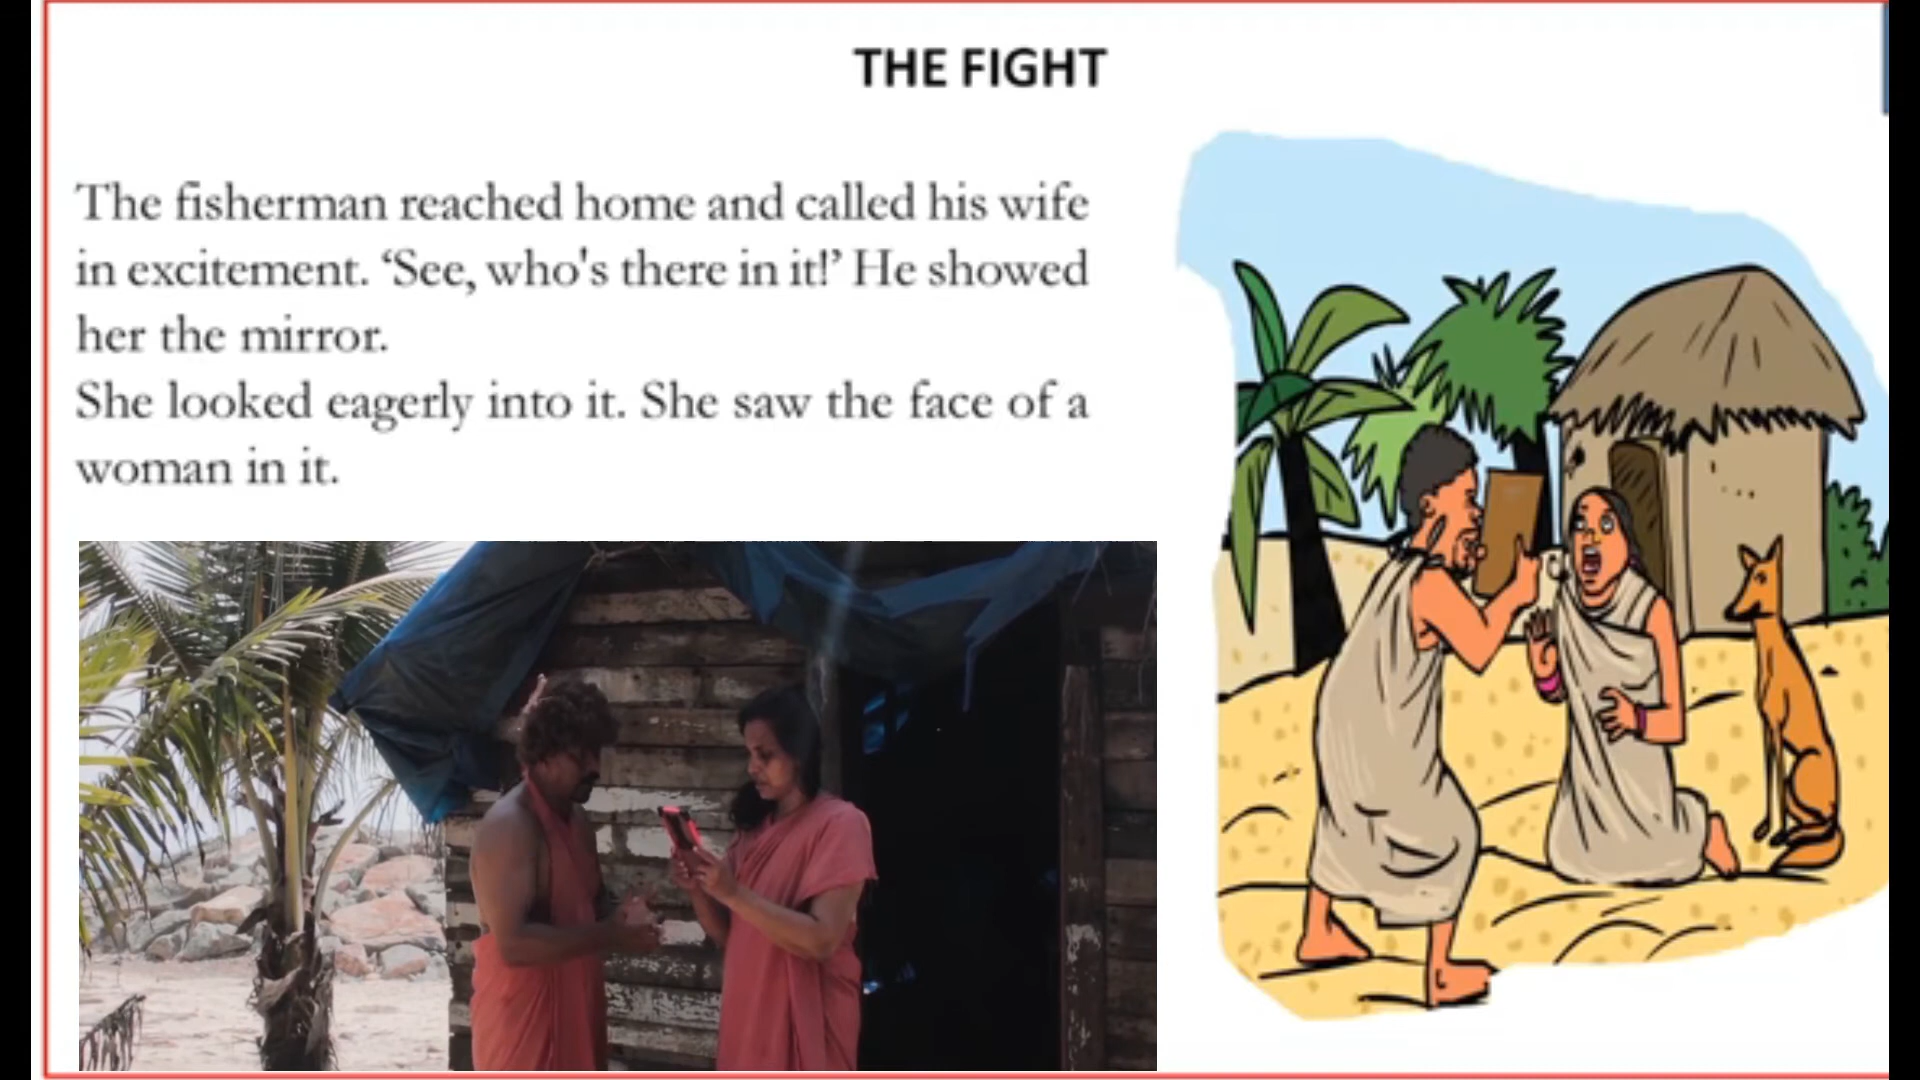 THE FIGHT
The fisherman reached home and called his wife
in excitement. ‘See, who's there in it!’ He showed
her the mirror.
She looked eagerly into it. She saw the face of a
woman in it.